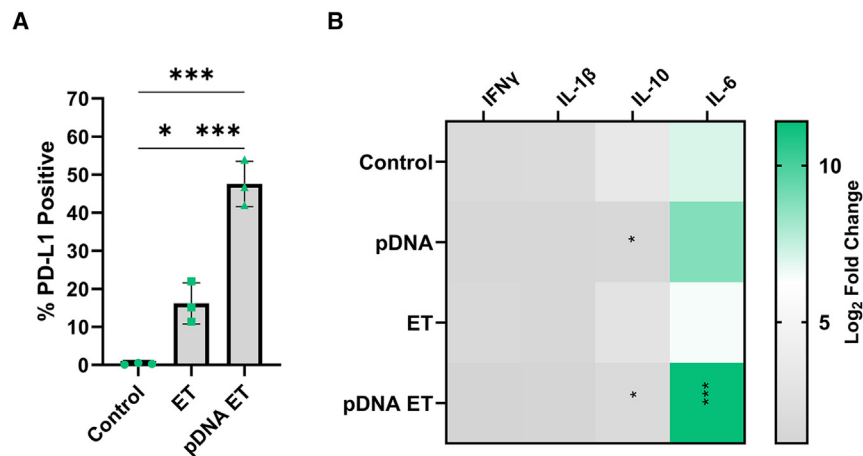 A
***
* ***
70
60
50
40
30
20
10
0
% PD-L1 Positive
Control
ET
pDNA ET
B
IFNγ
IL-1β
IL-10
IL-6
Control
pDNA
ET
pDNA ET
*
*
***
10
5
Log₂ Fold Change